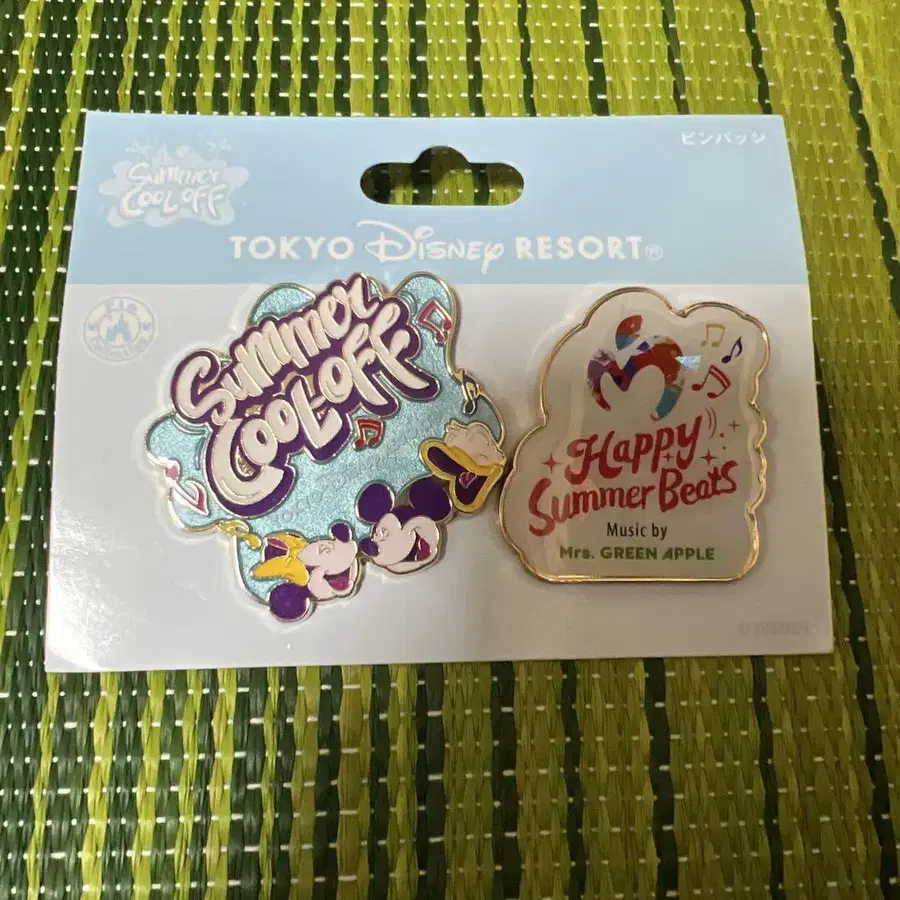 ピンバッジ
Summer
COOL-OFF
TOKYO Disney RESORT®
Summer
COOL-OFF
Happy
Summer Beats
Music by
Mrs. GREEN APPLE
© DISNEY